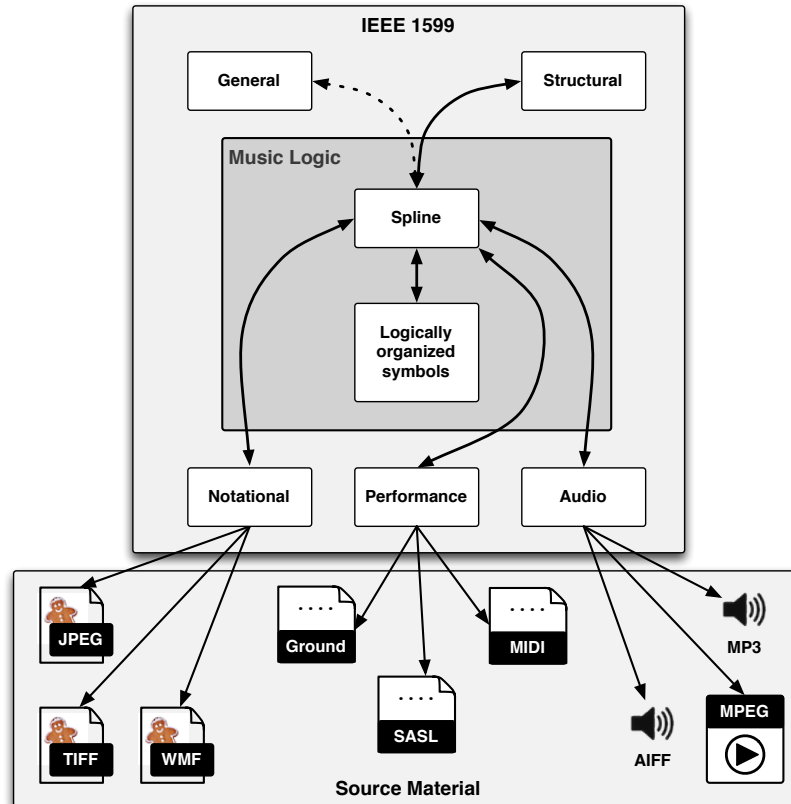 IEEE 1599
General
Structural
Music Logic
Spline
Logically
organized
symbols
Notational
Performance
Audio
JPEG
Ground
MIDI
MP3
TIFF
WMF
SASL
AIFF
MPEG
Source Material